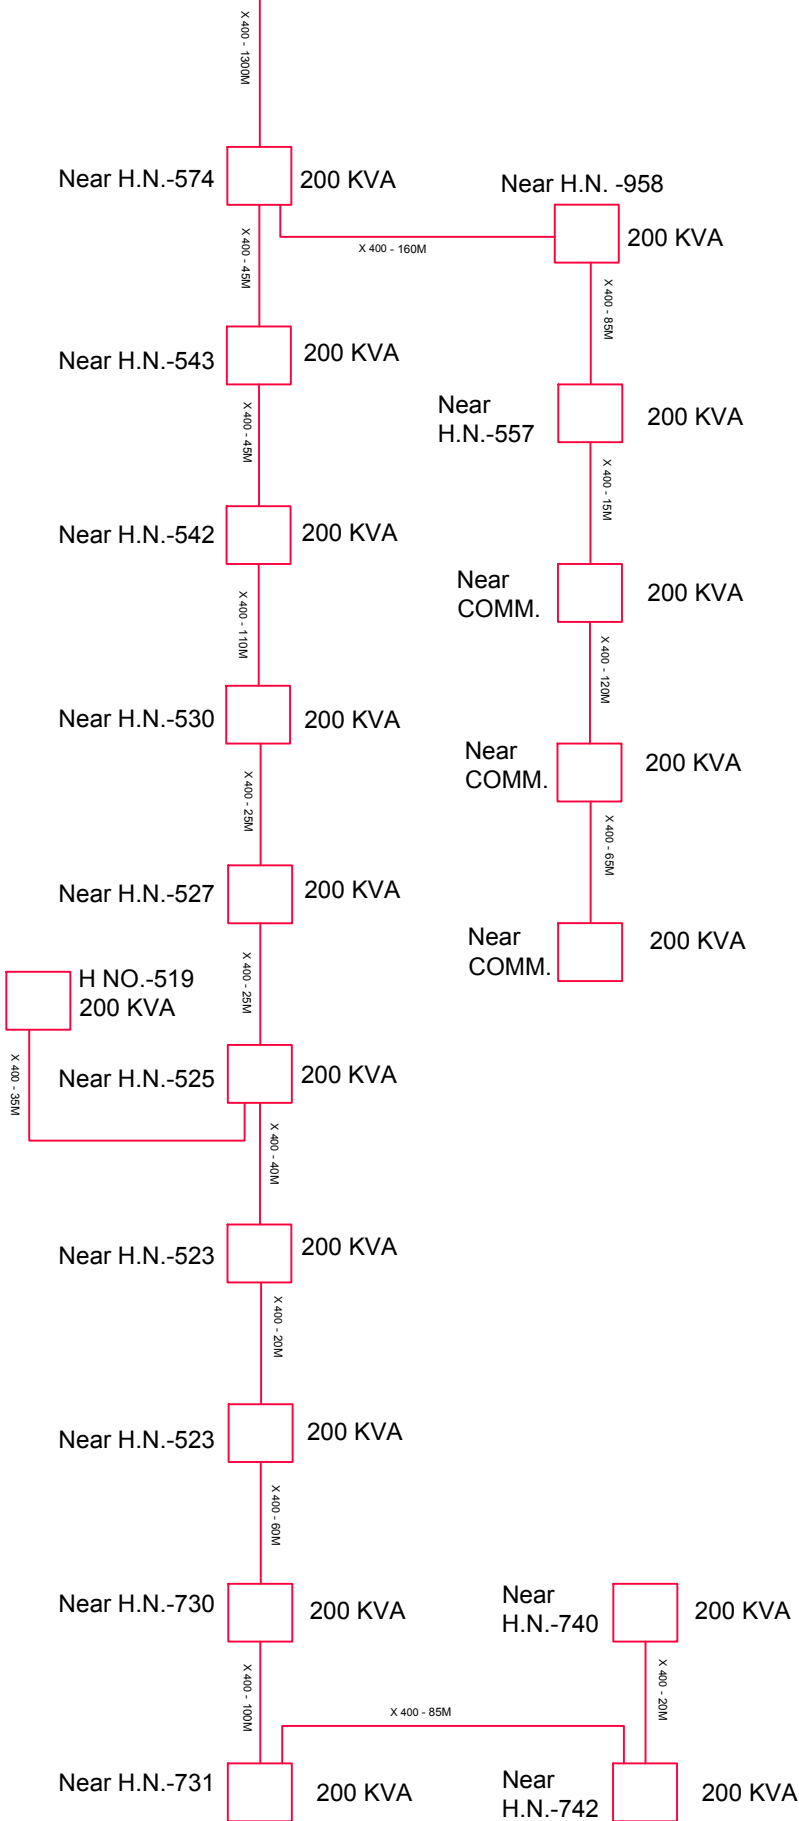 X 400 - 1300M
Near H.N.-574
200 KVA
Near H.N. -958
200 KVA
X 400 - 160M
X 400 - 45M
X 400 - 85M
Near H.N.-543
200 KVA
Near
H.N.-557
200 KVA
X 400 - 45M
X 400 - 15M
Near H.N.-542
200 KVA
Near
COMM.
200 KVA
X 400 - 110M
X 400 - 120M
Near H.N.-530
200 KVA
Near
COMM.
200 KVA
X 400 - 25M
X 400 - 65M
Near H.N.-527
200 KVA
Near
COMM.
200 KVA
X 400 - 25M
H NO.-519
200 KVA
X 400 - 35M
Near H.N.-525
200 KVA
X 400 - 40M
Near H.N.-523
200 KVA
X 400 - 20M
Near H.N.-523
200 KVA
X 400 - 60M
Near H.N.-730
200 KVA
Near
H.N.-740
200 KVA
X 400 - 100M
X 400 - 85M
X 400 - 20M
Near H.N.-731
200 KVA
Near
H.N.-742
200 KVA